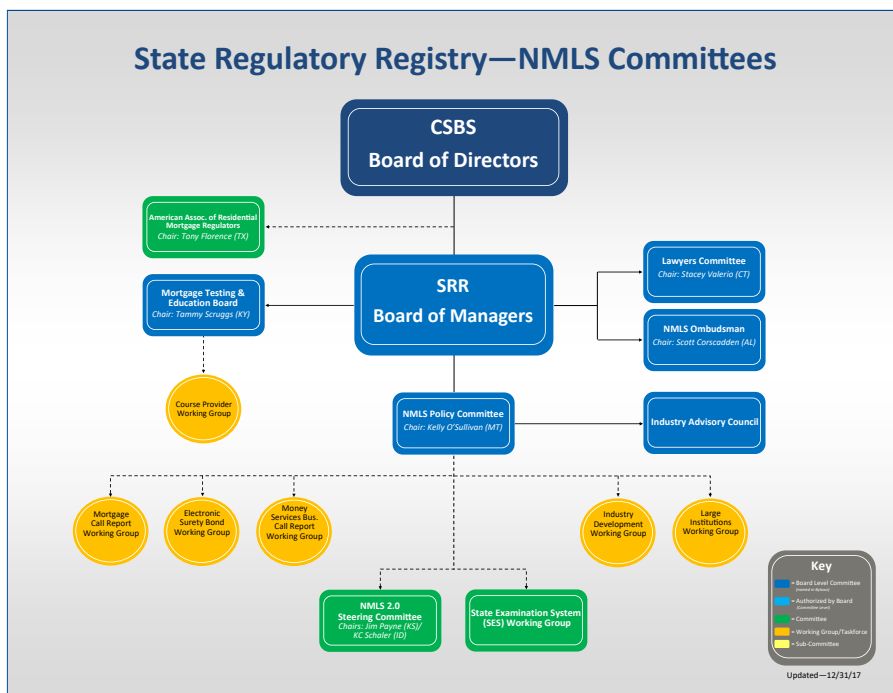 State Regulatory Registry—NMLS Committees
CSBS
Board of Directors
American Assoc. of Residential
Mortgage Regulators
Chair: Tony Florence (TX)
Mortgage Testing &
Education Board
Chair: Tammy Scruggs (KY)
SRR
Board of Managers
Lawyers Committee
Chair: Stacey Valerio (CT)
NMLS Ombudsman
Chair: Scott Corscadden (AL)
Course Provider
Working Group
NMLS Policy Committee
Chair: Kelly O’Sullivan (MT)
Industry Advisory Council
Mortgage
Call Report
Working Group
Electronic
Surety Bond
Working Group
Money
Services Bus.
Call Report
Working Group
Industry
Development
Working Group
Large
Institutions
Working Group
NMLS 2.0
Steering Committee
Chairs: Jim Payne (KS)/
KC Schaler (ID)
State Examination System
(SES) Working Group
Key
= Board Level Committee
(named in Bylaws)
= Authorized by Board
(Committee Level)
= Committee
= Working Group/Taskforce
= Sub-Committee
Updated—12/31/17